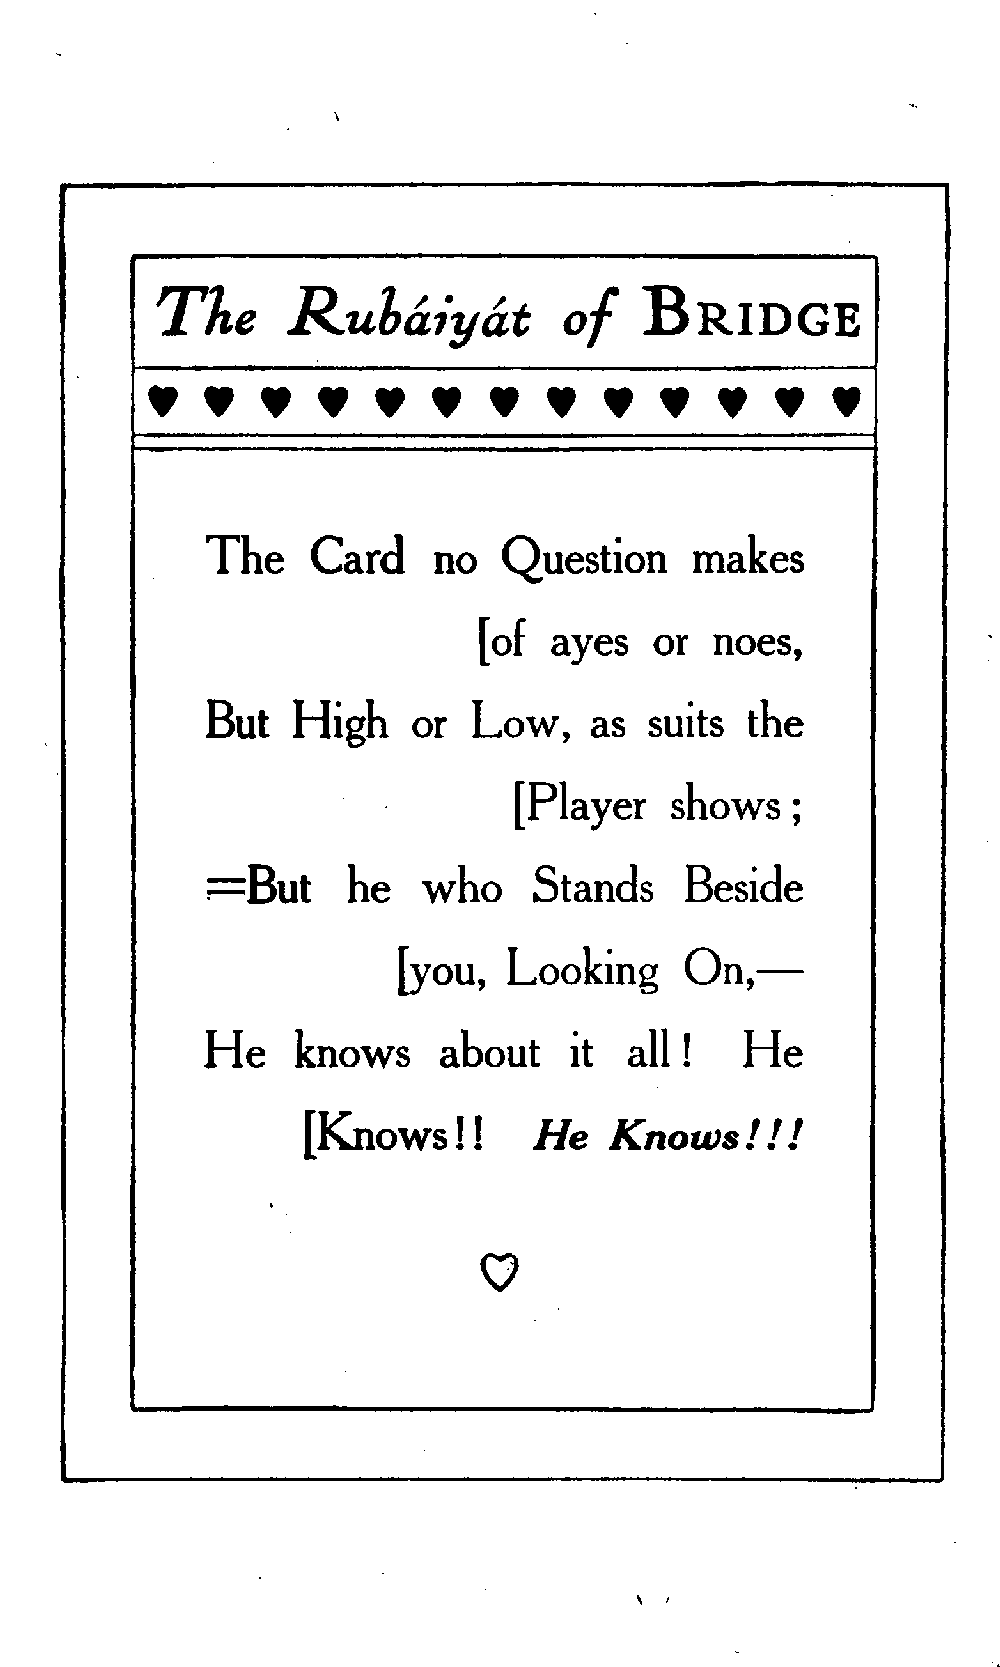 The Rubáiyát of BRIDGE
The Card no Question makes
[of ayes or noes,
But High or Low, as suits the
[Player shows ;
=But he who Stands Beside
[you, Looking On,—
He knows about it all ! He
[Knows ! ! He Knows ! ! !